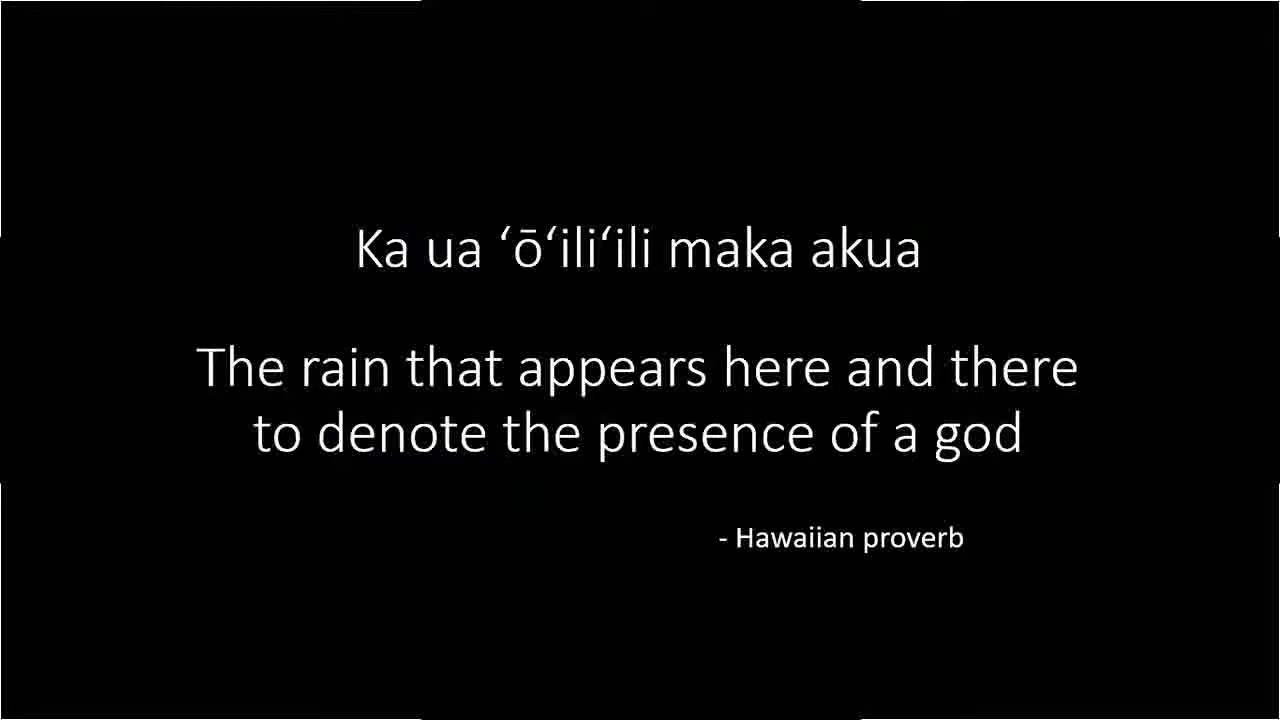 Ka ua ʻōʻiliʻili maka akua
The rain that appears here and there
to denote the presence of a god
- Hawaiian proverb